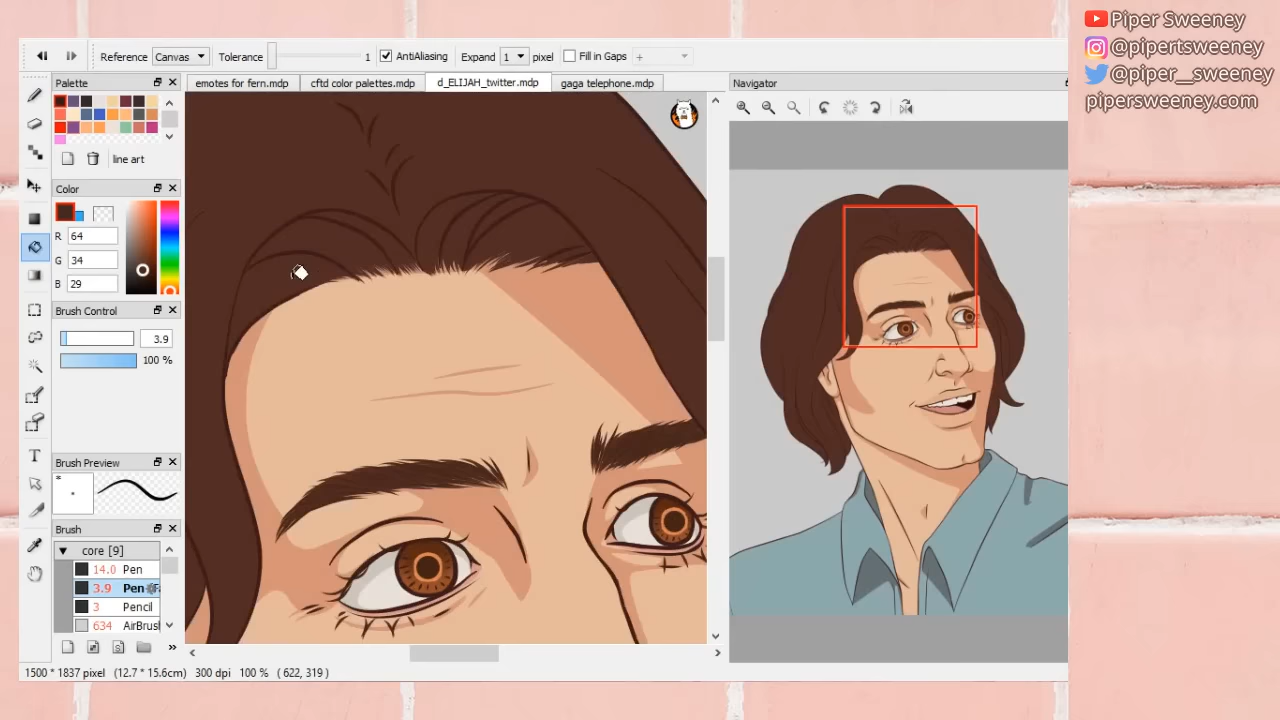 Piper Sweeney
@pipertsweeney
@piper__sweeney
pipersweeney.com
Reference Canvas Tolerance 1 AntiAliasing Expand 1 pixel Fill in Gaps +
Palette
emotes for fern.mdp cftd color palettes.mdp d_ELIJAH_twitter.mdp gaga telephone.mdp
Navigator
line art
Color
R 64
G 34
B 29
Brush Control
3.9
100 %
T
Brush Preview
*
Brush
core [9]
14.0 Pen
3.9 Pen
3 Pencil
634 AirBrus
1500 * 1837 pixel (12.7 * 15.6cm) 300 dpi 100 % ( 622, 319 )